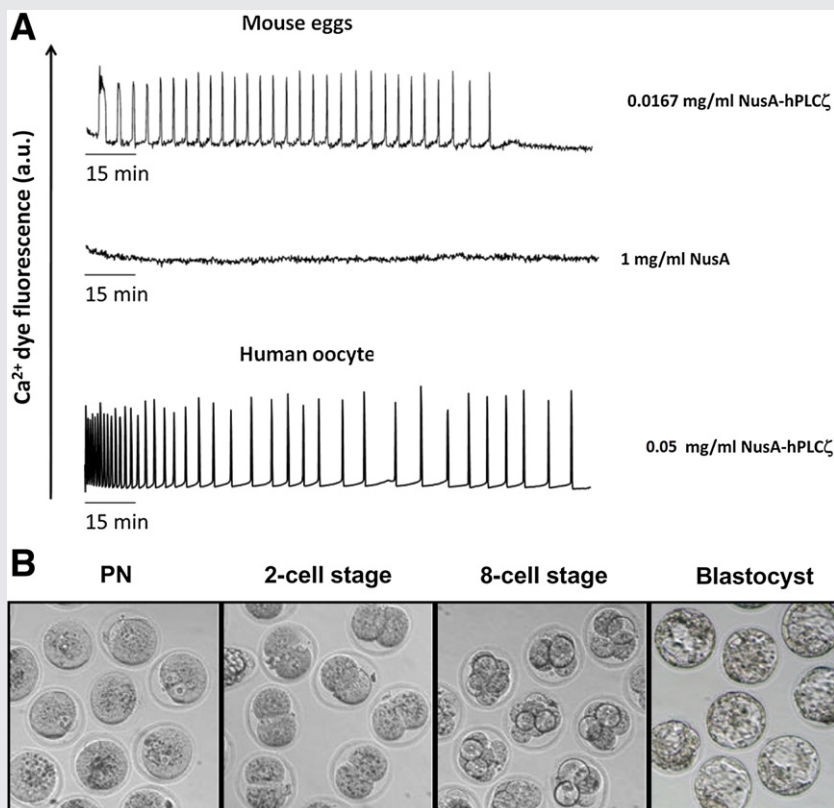 A
Mouse eggs
Ca²⁺ dye fluorescence (a.u.)
0.0167 mg/ml NusA-hPLCζ
15 min
1 mg/ml NusA
15 min
Human oocyte
0.05 mg/ml NusA-hPLCζ
15 min
B
PN
2-cell stage
8-cell stage
Blastocyst